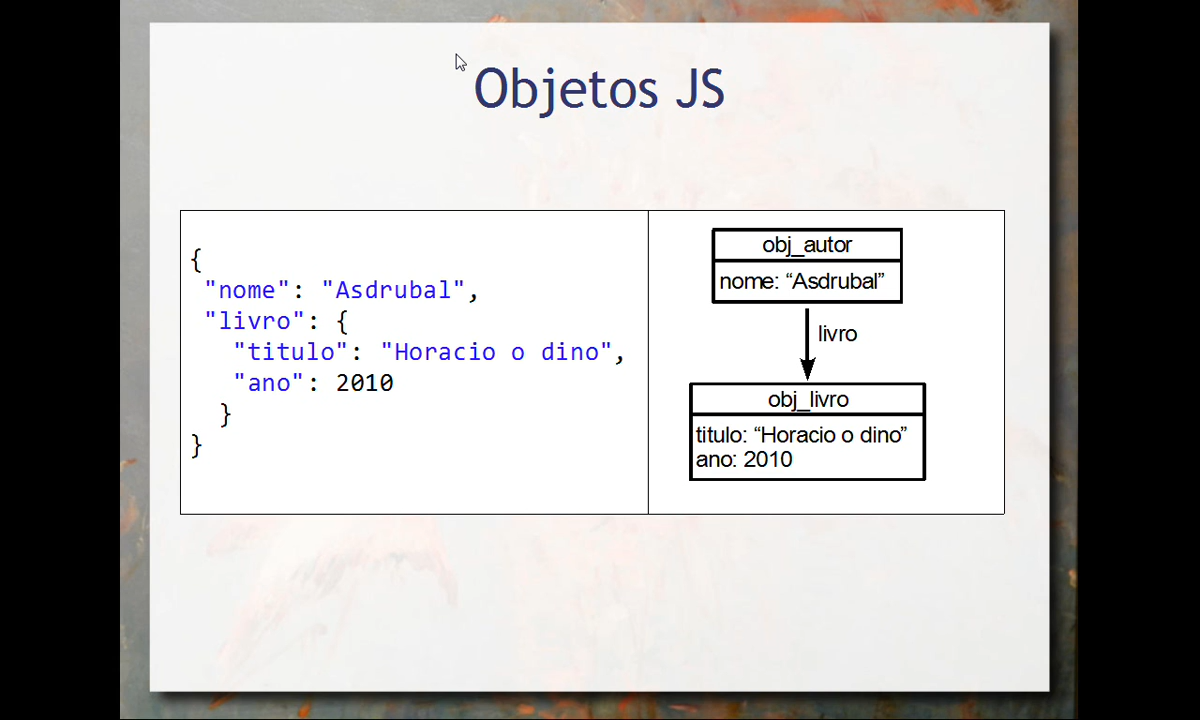 Objetos JS
{
"nome": "Asdrubal",
"livro": {
"titulo": "Horacio o dino",
"ano": 2010
}
}
obj_autor
nome: “Asdrubal”
livro
obj_livro
titulo: “Horacio o dino”
ano: 2010